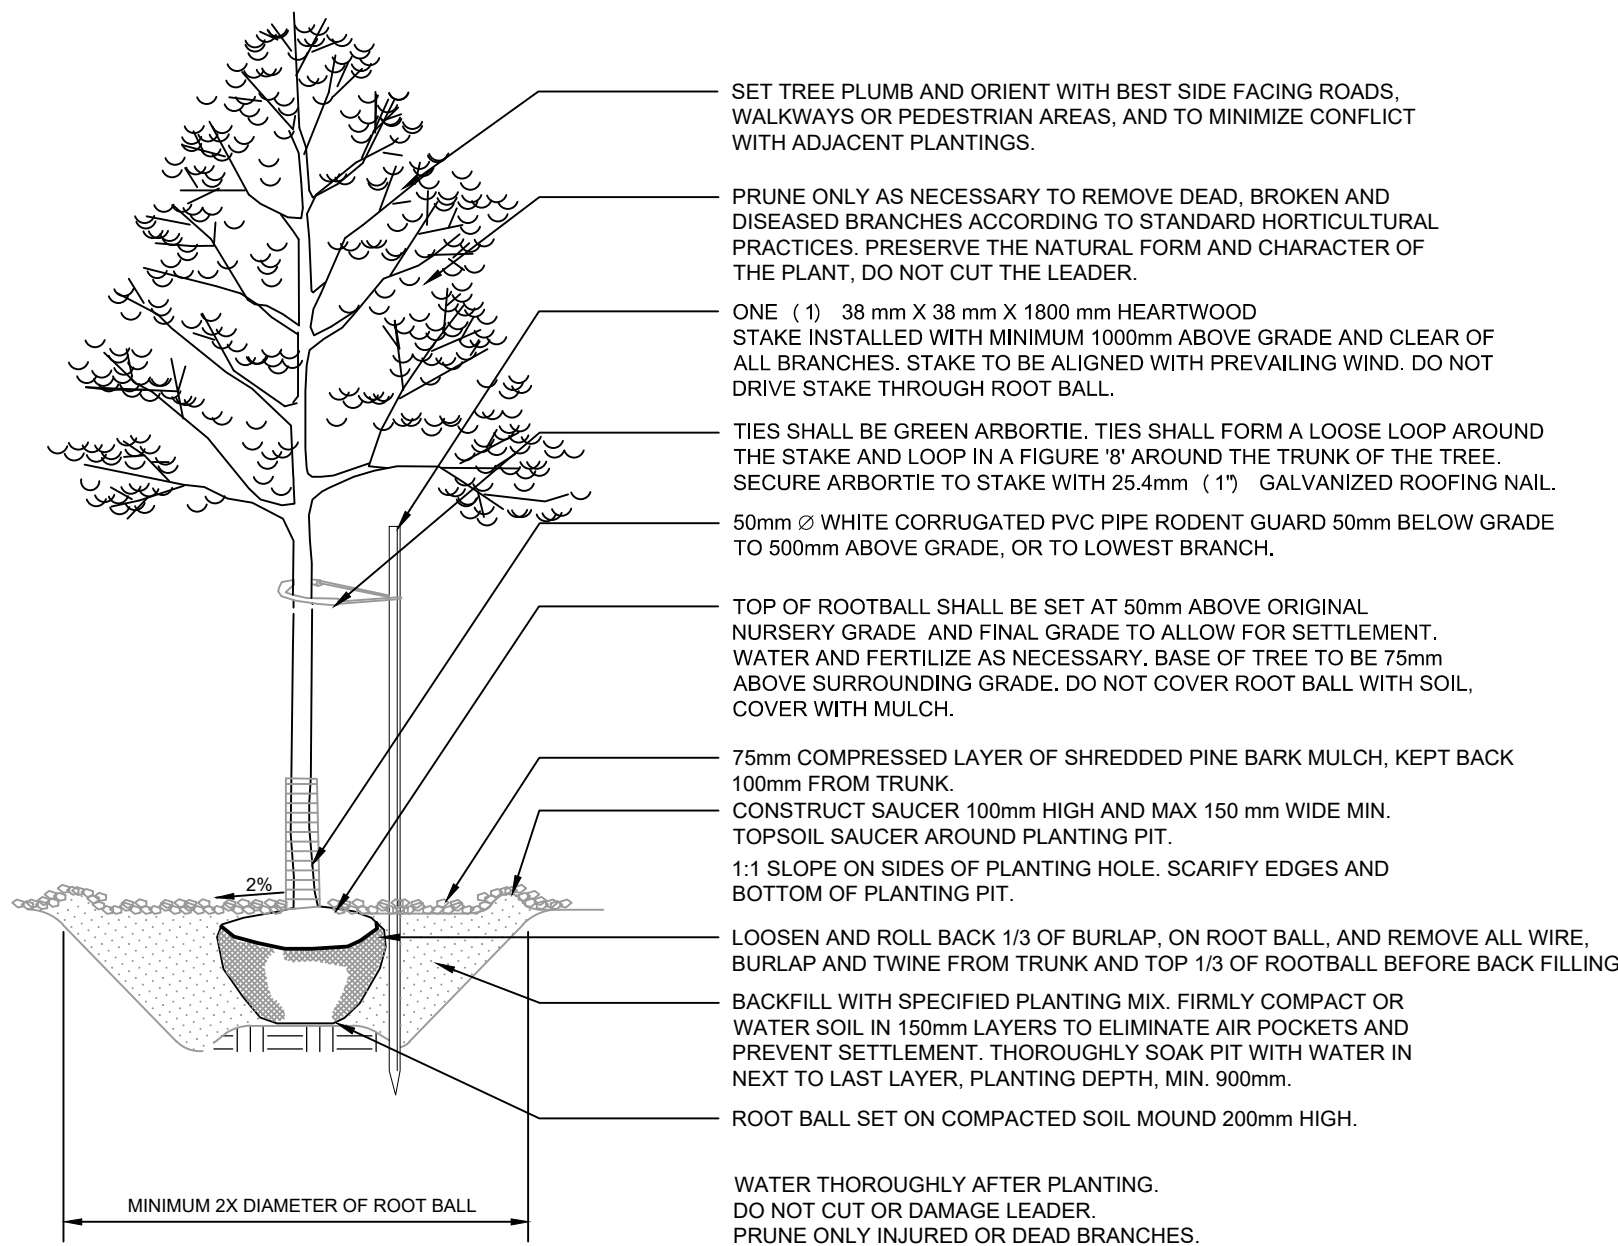 SET TREE PLUMB AND ORIENT WITH BEST SIDE FACING ROADS,
WALKWAYS OR PEDESTRIAN AREAS, AND TO MINIMIZE CONFLICT
WITH ADJACENT PLANTINGS.
PRUNE ONLY AS NECESSARY TO REMOVE DEAD, BROKEN AND
DISEASED BRANCHES ACCORDING TO STANDARD HORTICULTURAL
PRACTICES. PRESERVE THE NATURAL FORM AND CHARACTER OF
THE PLANT, DO NOT CUT THE LEADER.
ONE (1) 38 mm X 38 mm X 1800 mm HEARTWOOD
STAKE INSTALLED WITH MINIMUM 1000mm ABOVE GRADE AND CLEAR OF
ALL BRANCHES. STAKE TO BE ALIGNED WITH PREVAILING WIND. DO NOT
DRIVE STAKE THROUGH ROOT BALL.
TIES SHALL BE GREEN ARBORTIE. TIES SHALL FORM A LOOSE LOOP AROUND
THE STAKE AND LOOP IN A FIGURE '8' AROUND THE TRUNK OF THE TREE.
SECURE ARBORTIE TO STAKE WITH 25.4mm (1") GALVANIZED ROOFING NAIL.
50mm Ø WHITE CORRUGATED PVC PIPE RODENT GUARD 50mm BELOW GRADE
TO 500mm ABOVE GRADE, OR TO LOWEST BRANCH.
TOP OF ROOTBALL SHALL BE SET AT 50mm ABOVE ORIGINAL
NURSERY GRADE AND FINAL GRADE TO ALLOW FOR SETTLEMENT.
WATER AND FERTILIZE AS NECESSARY. BASE OF TREE TO BE 75mm
ABOVE SURROUNDING GRADE. DO NOT COVER ROOT BALL WITH SOIL,
COVER WITH MULCH.
75mm COMPRESSED LAYER OF SHREDDED PINE BARK MULCH, KEPT BACK
100mm FROM TRUNK.
CONSTRUCT SAUCER 100mm HIGH AND MAX 150 mm WIDE MIN.
TOPSOIL SAUCER AROUND PLANTING PIT.
1:1 SLOPE ON SIDES OF PLANTING HOLE. SCARIFY EDGES AND
BOTTOM OF PLANTING PIT.
2%
LOOSEN AND ROLL BACK 1/3 OF BURLAP, ON ROOT BALL, AND REMOVE ALL WIRE,
BURLAP AND TWINE FROM TRUNK AND TOP 1/3 OF ROOTBALL BEFORE BACK FILLING
BACKFILL WITH SPECIFIED PLANTING MIX. FIRMLY COMPACT OR
WATER SOIL IN 150mm LAYERS TO ELIMINATE AIR POCKETS AND
PREVENT SETTLEMENT. THOROUGHLY SOAK PIT WITH WATER IN
NEXT TO LAST LAYER, PLANTING DEPTH, MIN. 900mm.
ROOT BALL SET ON COMPACTED SOIL MOUND 200mm HIGH.
MINIMUM 2X DIAMETER OF ROOT BALL
WATER THOROUGHLY AFTER PLANTING.
DO NOT CUT OR DAMAGE LEADER.
PRUNE ONLY INJURED OR DEAD BRANCHES.